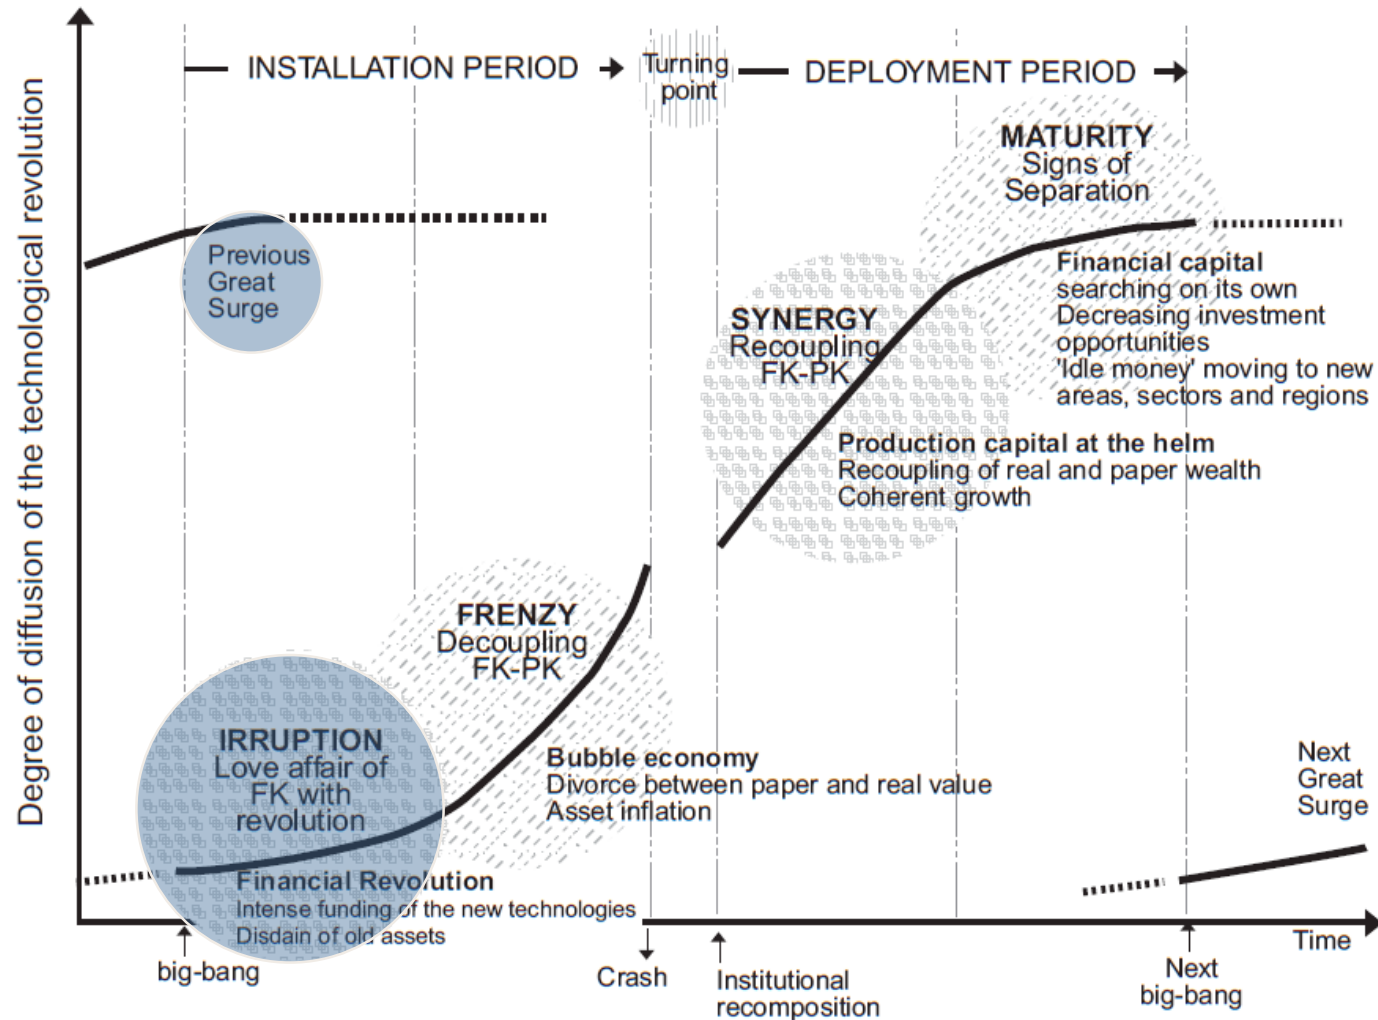 Degree of diffusion of the technological revolution
INSTALLATION PERIOD
Turning
point
DEPLOYMENT PERIOD
MATURITY
Signs of
Separation
Previous
Great
Surge
Financial capital
searching on its own
Decreasing investment
opportunities
'Idle money' moving to new
areas, sectors and regions
SYNERGY
Recoupling
FK-PK
Production capital at the helm
Recoupling of real and paper wealth
Coherent growth
FRENZY
Decoupling
FK-PK
IRRUPTION
Love affair of
FK with
revolution
Bubble economy
Divorce between paper and real value
Asset inflation
Next
Great
Surge
Financial Revolution
Intense funding of the new technologies
Disdain of old assets
Time
big-bang
Crash
Institutional
recomposition
Next
big-bang